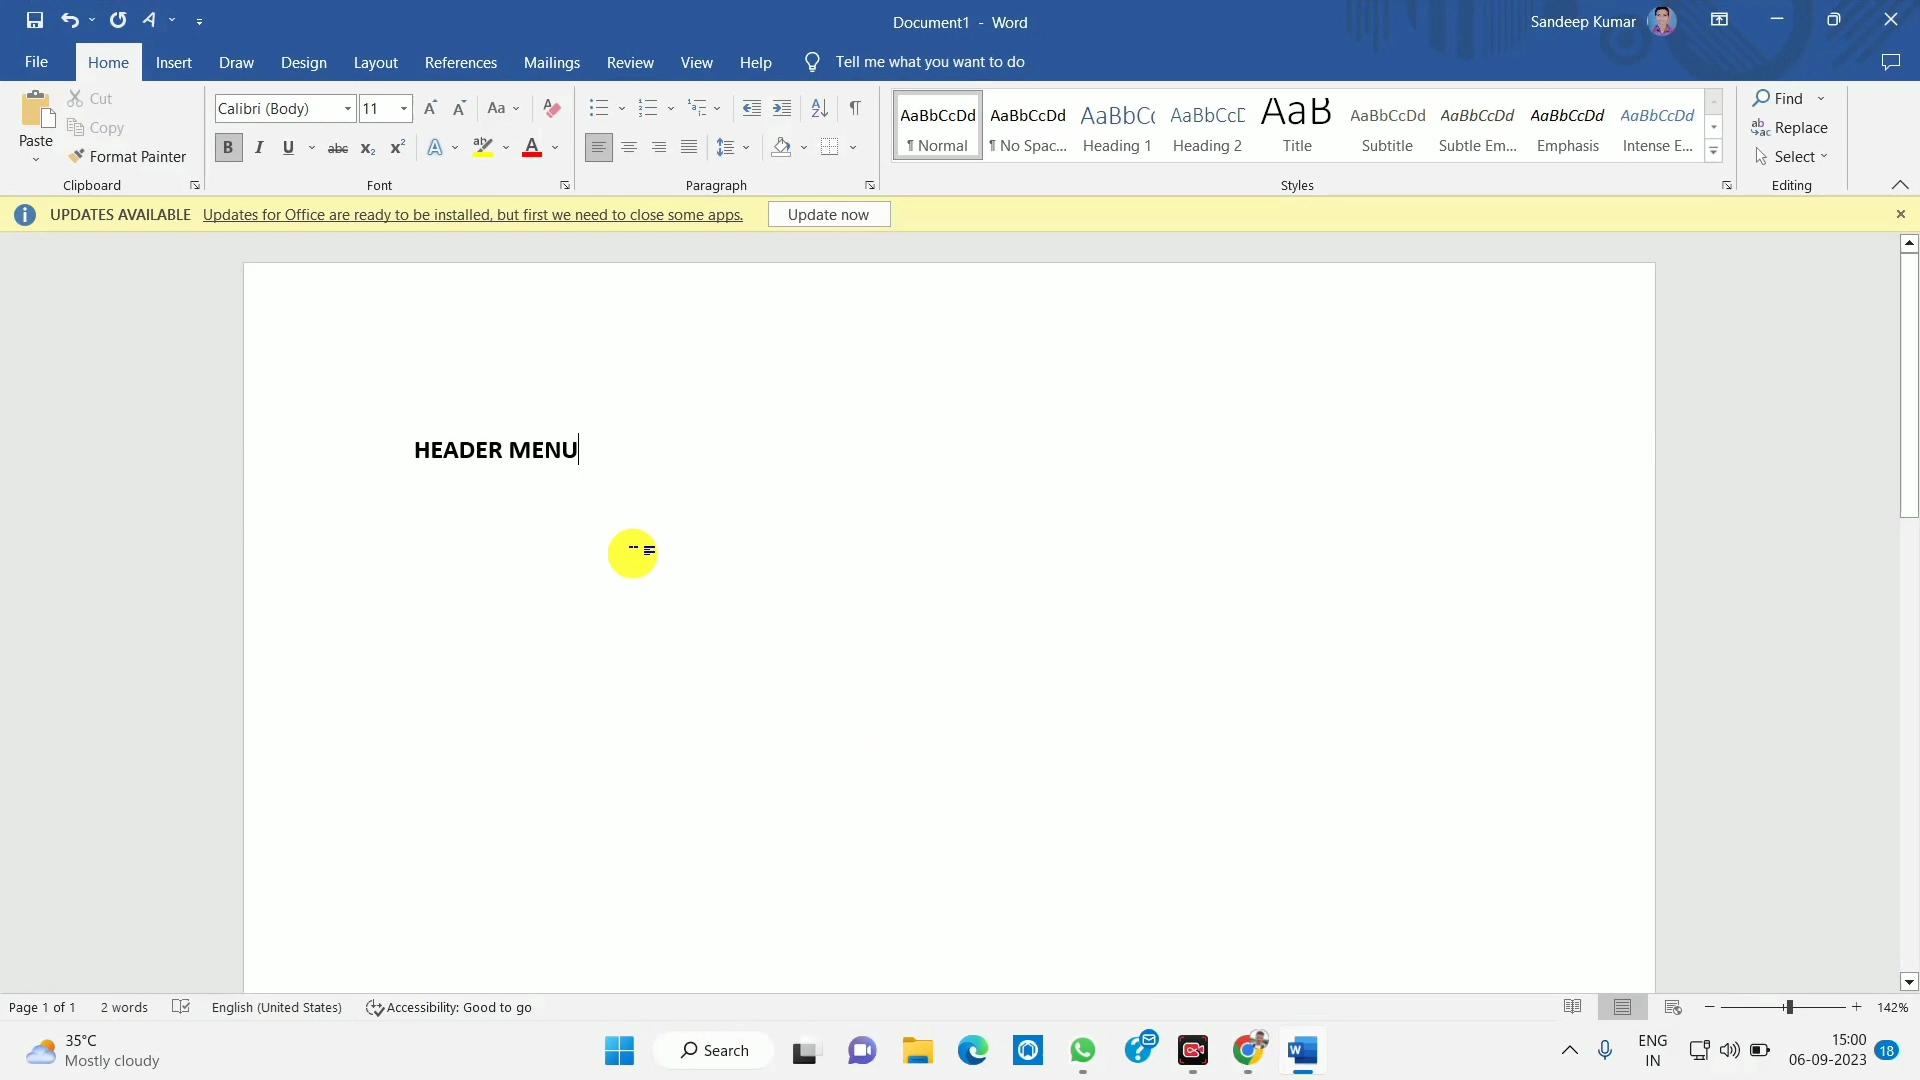 Document1 - Word
Sandeep Kumar
File Home Insert Draw Design Layout References Mailings Review View Help Tell me what you want to do
Paste
Cut
Copy
Format Painter
Clipboard
Calibri (Body) 11
Aa
B I U abc x₂ x²
Font
Paragraph
AaBbCcDd AaBbCcDd AaBbCc AaBbCcD AaB AaBbCcDd AaBbCcDd AaBbCcDd AaBbCcDd
¶ Normal ¶ No Spac... Heading 1 Heading 2 Title Subtitle Subtle Em... Emphasis Intense E...
Styles
Find
Replace
Select
Editing
UPDATES AVAILABLE Updates for Office are ready to be installed, but first we need to close some apps. Update now
HEADER MENU
Page 1 of 1 2 words English (United States) Accessibility: Good to go 142%
35°C
Mostly cloudy
Search
ENG
IN
15:00
06-09-2023
18